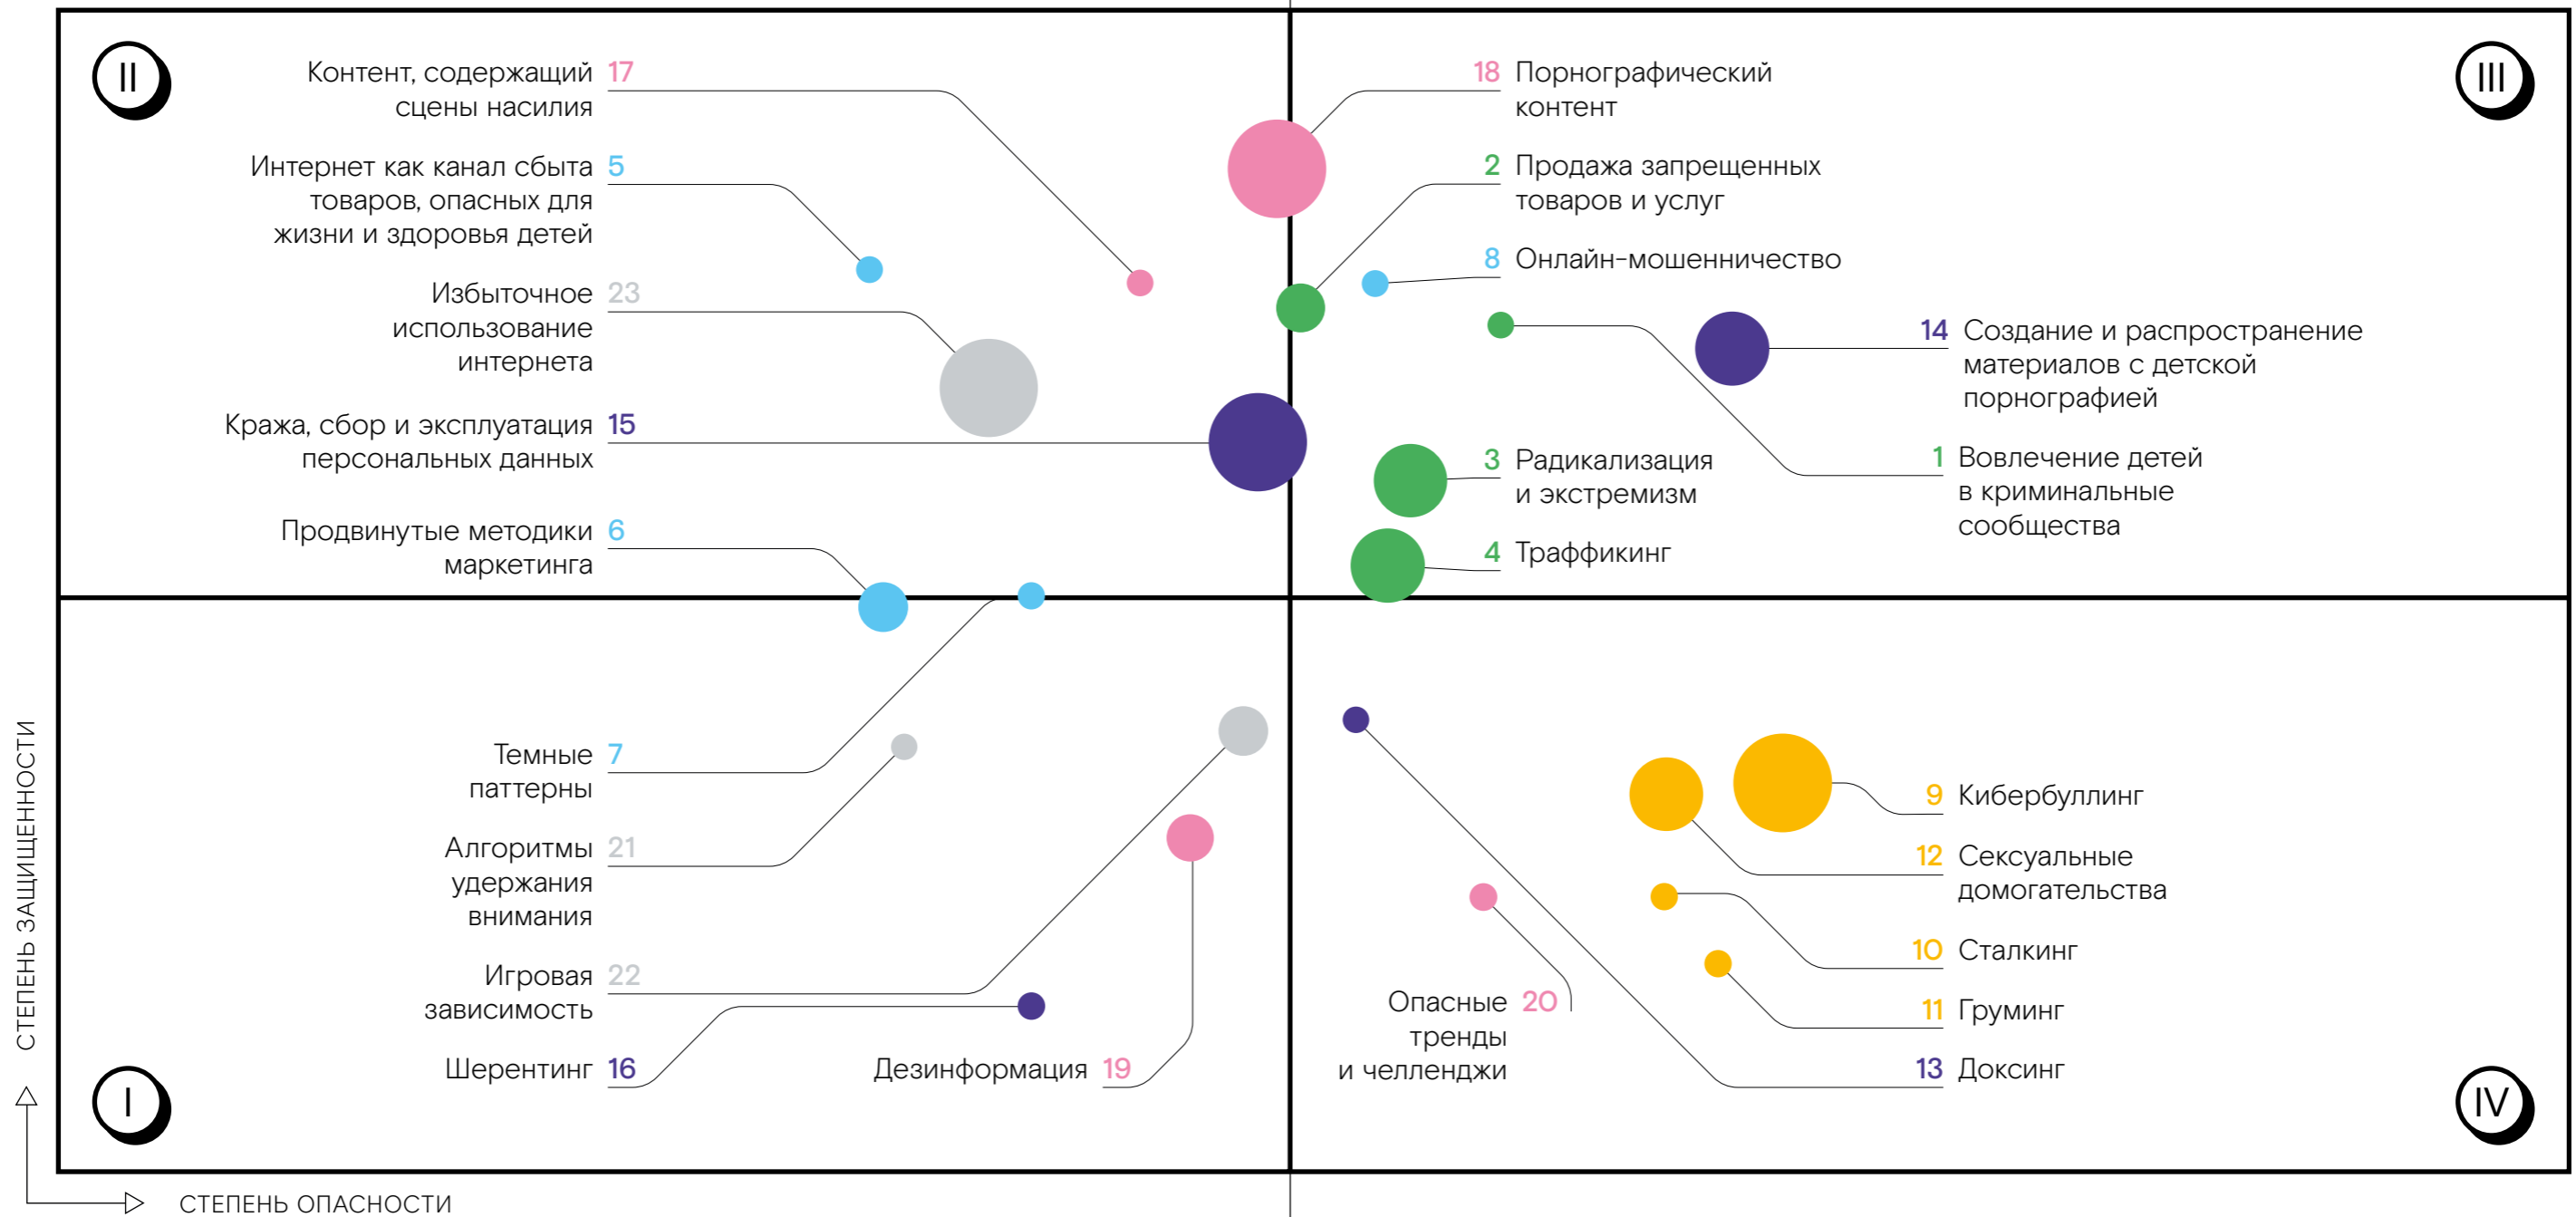 II
Контент, содержащий 17
сцены насилия
Интернет как канал сбыта 5
товаров, опасных для
жизни и здоровья детей
Избыточное 23
использование
интернета
Кража, сбор и эксплуатация 15
персональных данных
Продвинутые методики 6
маркетинга
III
18 Порнографический
контент
2 Продажа запрещенных
товаров и услуг
8 Онлайн-мошенничество
14 Создание и распространение
материалов с детской
порнографией
3 Радикализация
и экстремизм
1 Вовлечение детей
в криминальные
сообщества
4 Траффикинг
Темные 7
паттерны
Алгоритмы 21
удержания
внимания
Игровая 22
зависимость
Шерентинг 16
Дезинформация 19
I
Опасные 20
тренды
и челленджи
9 Кибербуллинг
12 Сексуальные
домогательства
10 Сталкинг
11 Груминг
13 Доксинг
IV
СТЕПЕНЬ ЗАЩИЩЕННОСТИ
СТЕПЕНЬ ОПАСНОСТИ